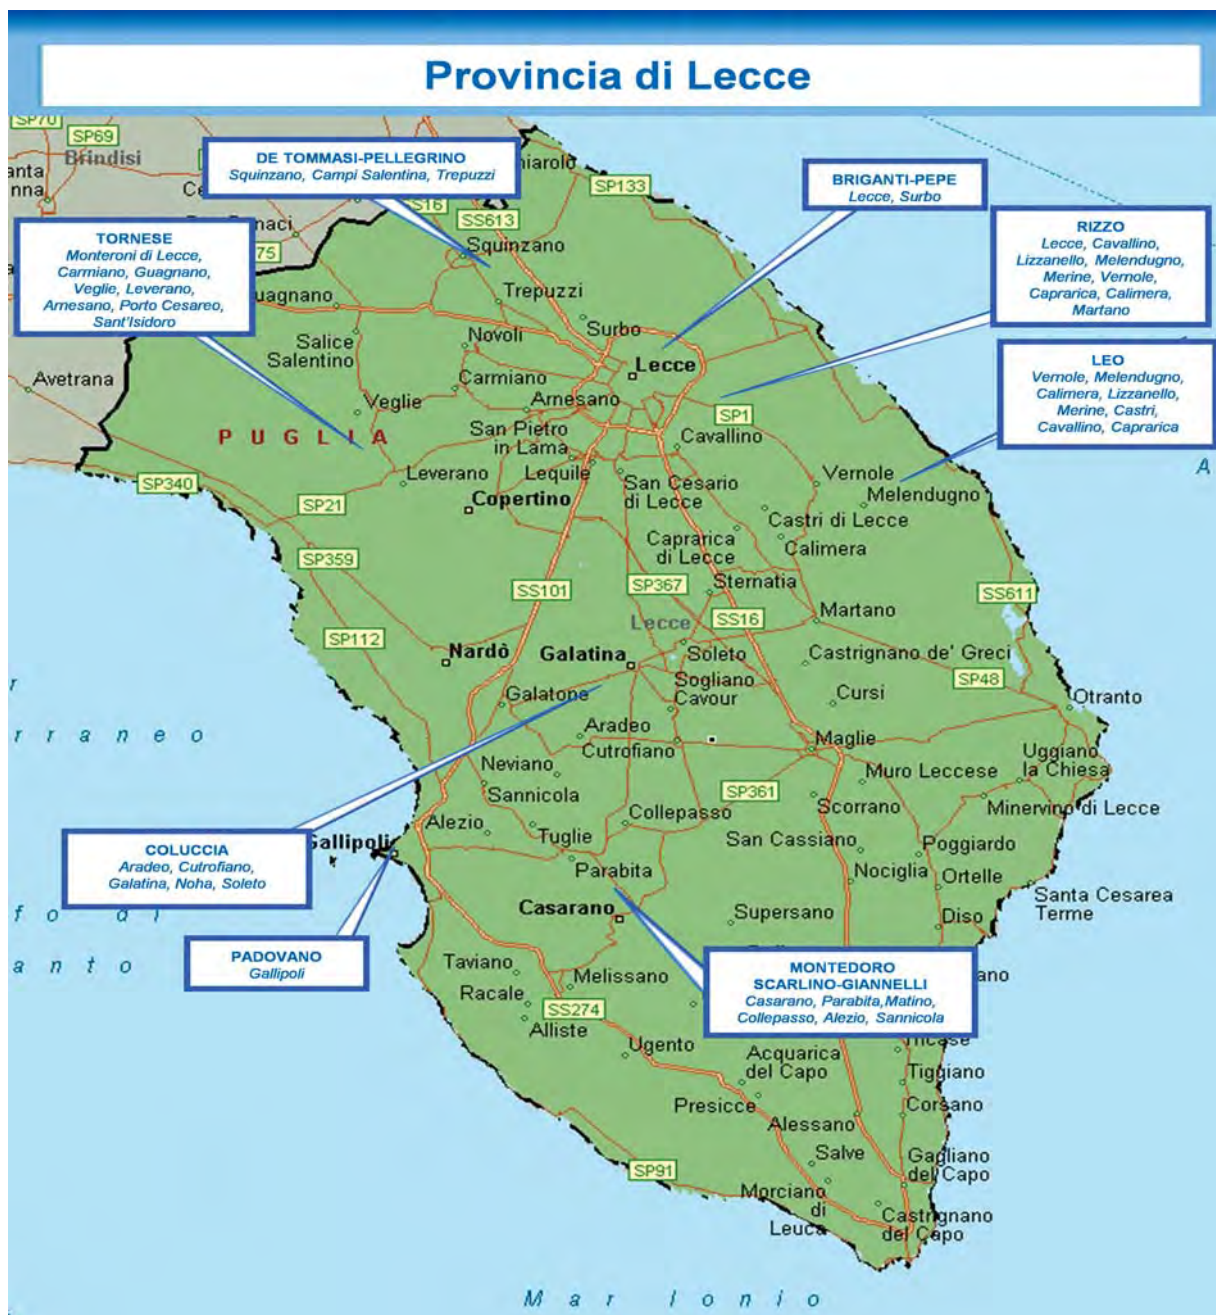 Provincia di Lecce
SP70
SP69
Brindisi
DE TOMMASI-PELLEGRINO
Squinzano, Campi Salentina, Trepuzzi
SP133
BRIGANTI-PEPE
Lecce, Surbo
S16
SS613
TORNESE
Monteroni di Lecce,
Carmiano, Guagnano,
Veglie, Leverano,
Arnesano, Porto Cesareo,
Sant'Isidoro
75
Squinzano
RIZZO
Lecce, Cavallino,
Lizzanello, Melendugno,
Merine, Vernole,
Caprarica, Calimera,
Martano
uagnano
Trepuzzi
Salice
Salentino
Novoli
Surbo
Lecce
LEO
Vernole, Melendugno,
Calimera, Lizzanello,
Merine, Castri,
Cavallino, Caprarica
Avetrana
Carmiano
Veglie
Arnesano
SP1
PUGLIA
San Pietro
in Lama
Cavallino
SP340
Leverano
Lequile
San Cesario
di Lecce
Vernole
A
SP21
Copertino
Melendugno
Castri di Lecce
Caprarica
di Lecce
Calimera
SP359
SS101
SP367
Sternatia
SS611
SP112
Lecce
SS16
Martano
Nardò
Galatina
Soleto
Castrignano de' Greci
r
Galatone
Sogliano
Cavour
Cursi
SP48
Otranto
r r a n e o
Aradeo
Cutrofiano
Maglie
Uggiano
la Chiesa
Neviano
Sannicola
SP361
Muro Leccese
Scorrano
Minervino di Lecce
Alezio
Tuglie
Collepasso
San Cassiano
Poggiardo
COLUCCIA
Aradeo, Cutrofiano,
Galatina, Noha, Soleto
Gallipoli
Parabita
Nociglia
Ortelle
Santa Cesarea
Terme
f o d i
Casarano
Supersano
Diso
a n t o
PADOVANO
Gallipoli
Taviano
Melissano
MONTEDORO
SCARLINO-GIANNELLI
Casarano, Parabita,Matino,
Collepasso, Alezio, Sannicola
ano
Racale
SS274
Alliste
Ugento
Tricase
Acquarica
del Capo
Tiggiano
Presicce
Corsano
Alessano
Salve
Gagliano
del Capo
SP91
Morciano
di
Leuca
Castrignano
del Capo
M a r I o n i o